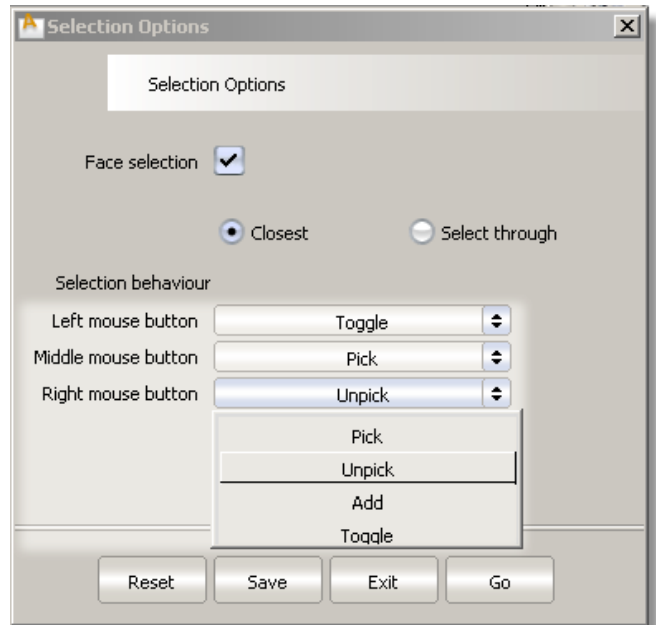 Selection Options
Selection Options
Face selection
Closest Select through
Selection behaviour
Left mouse button Toggle
Middle mouse button Pick
Right mouse button Unpick
Pick
Unpick
Add
Toggle
Reset Save Exit Go